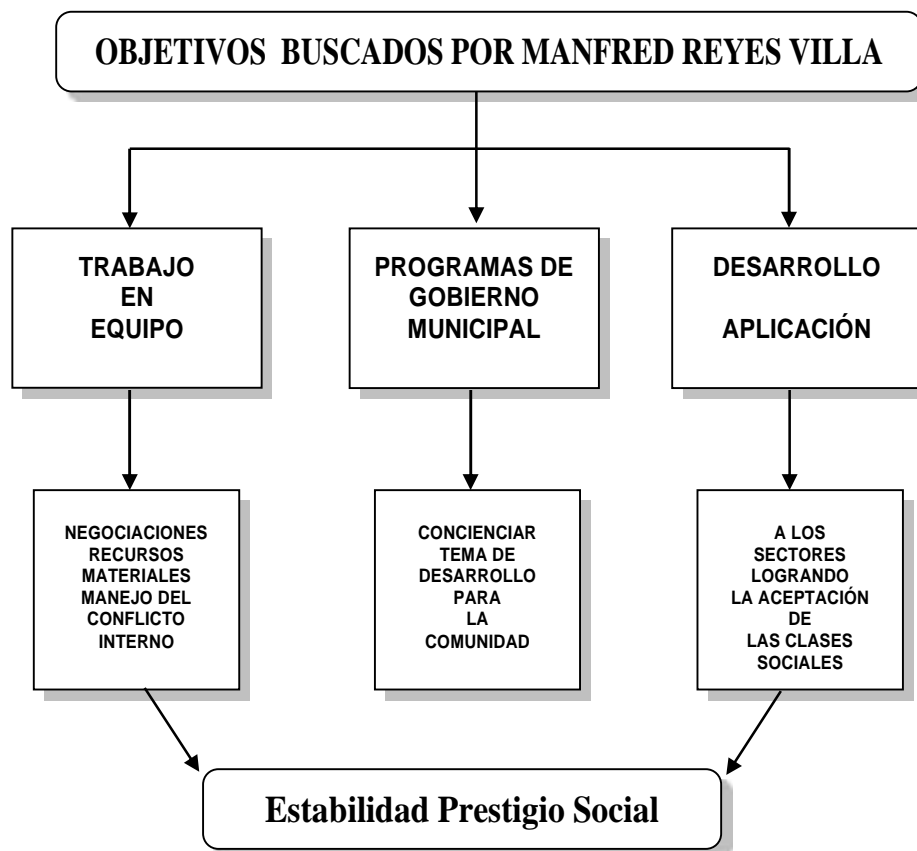 OBJETIVOS BUSCADOS POR MANFRED REYES VILLA
TRABAJO
EN
EQUIPO
PROGRAMAS DE
GOBIERNO
MUNICIPAL
DESARROLLO
APLICACIÓN
NEGOCIACIONES
RECURSOS
MATERIALES
MANEJO DEL
CONFLICTO
INTERNO
CONCIENCIAR
TEMA DE
DESARROLLO
PARA
LA
COMUNIDAD
A LOS
SECTORES
LOGRANDO
LA ACEPTACIÓN
DE
LAS CLASES
SOCIALES
Estabilidad Prestigio Social